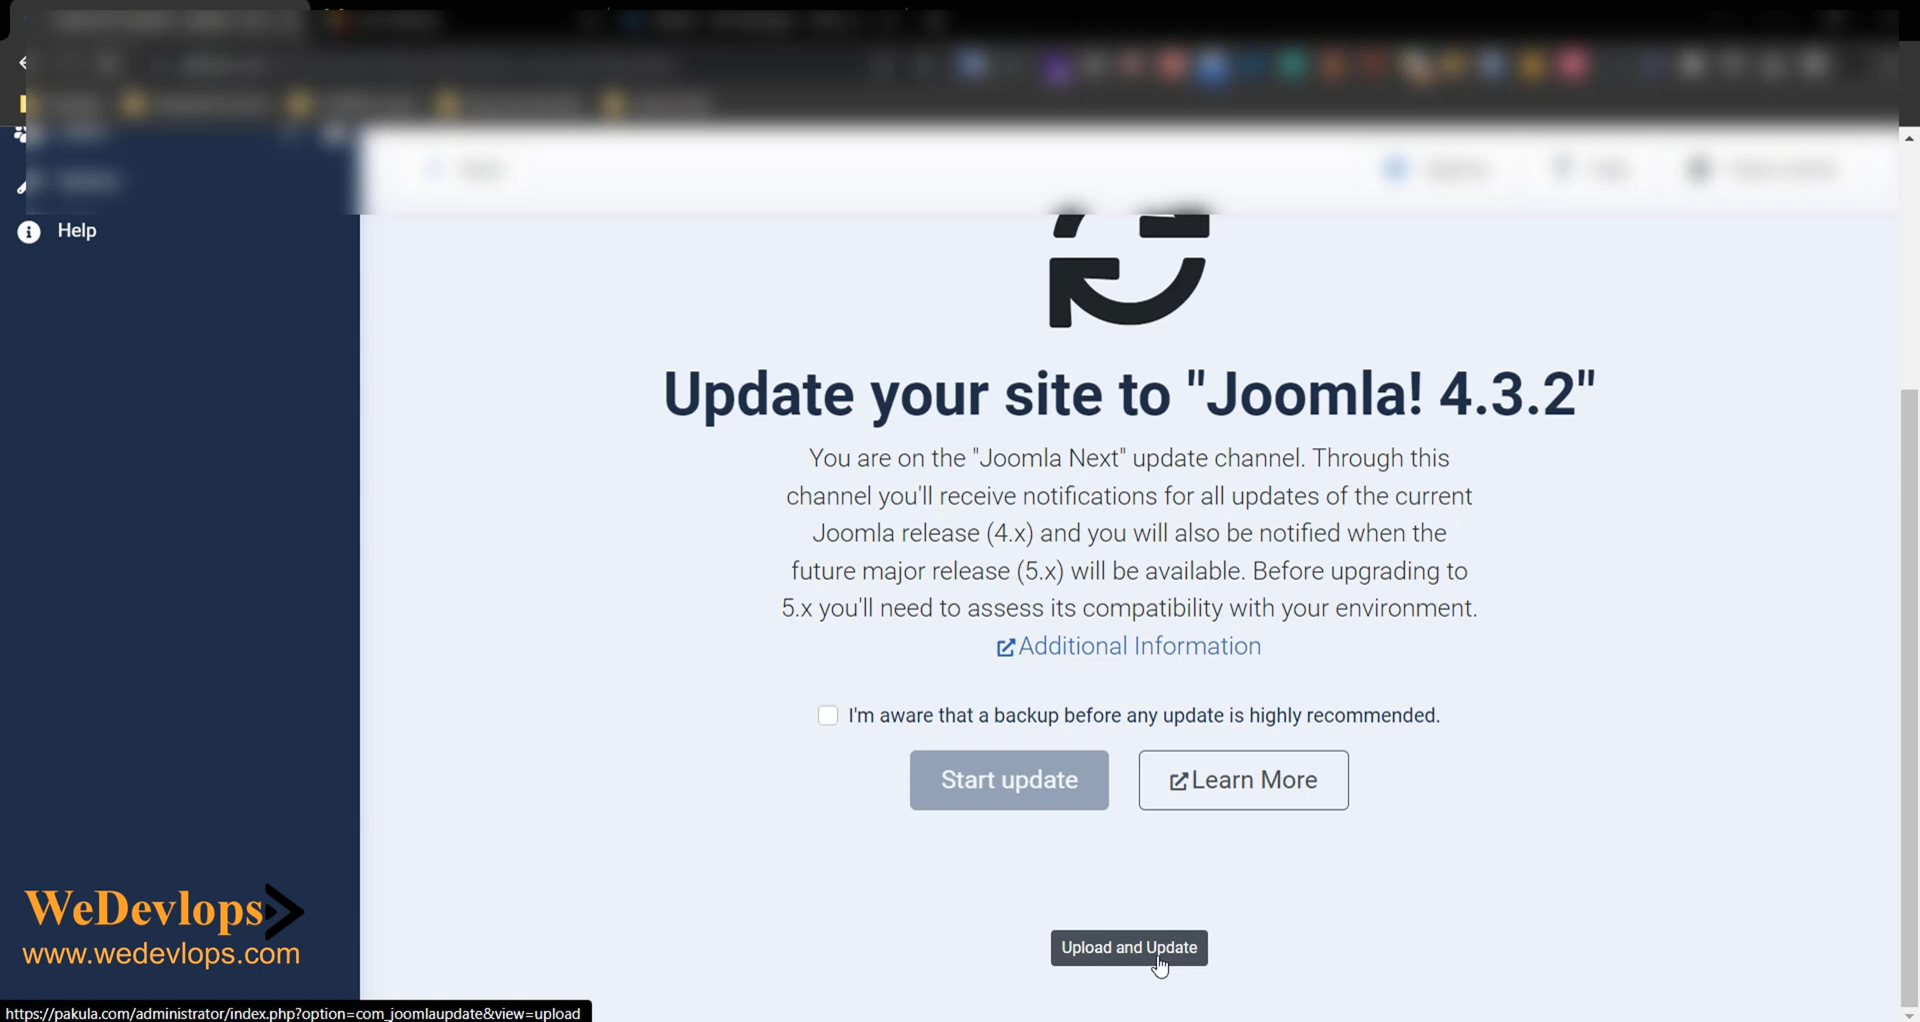 Help
Update your site to "Joomla! 4.3.2"
You are on the "Joomla Next" update channel. Through this
channel you'll receive notifications for all updates of the current
Joomla release (4.x) and you will also be notified when the
future major release (5.x) will be available. Before upgrading to
5.x you'll need to assess its compatibility with your environment.
Additional Information
I'm aware that a backup before any update is highly recommended.
Start update
Learn More
Upload and Update
WeDevlops
www.wedevlops.com
https://pakula.com/administrator/index.php?option=com_joomlaupdate&view=upload